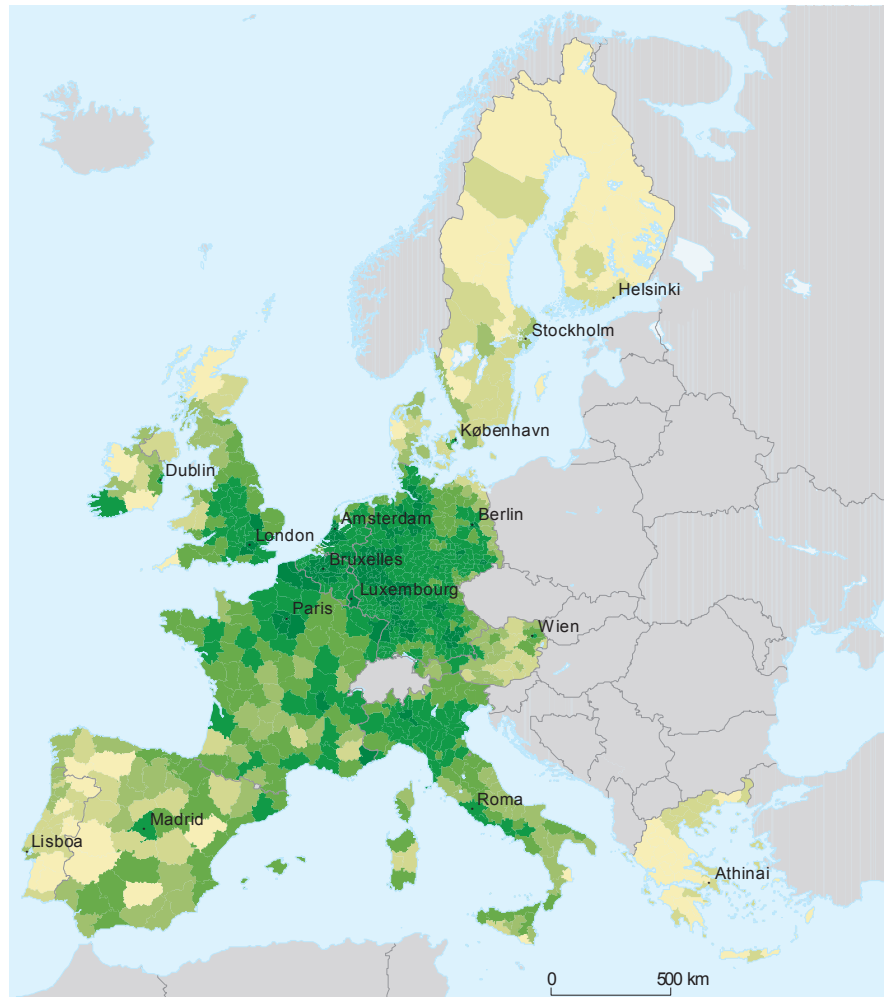 Helsinki
Stockholm
København
Dublin
Amsterdam
Berlin
London
Bruxelles
Luxembourg
Paris
Wien
Roma
Madrid
Lisboa
Athinai
0 500 km